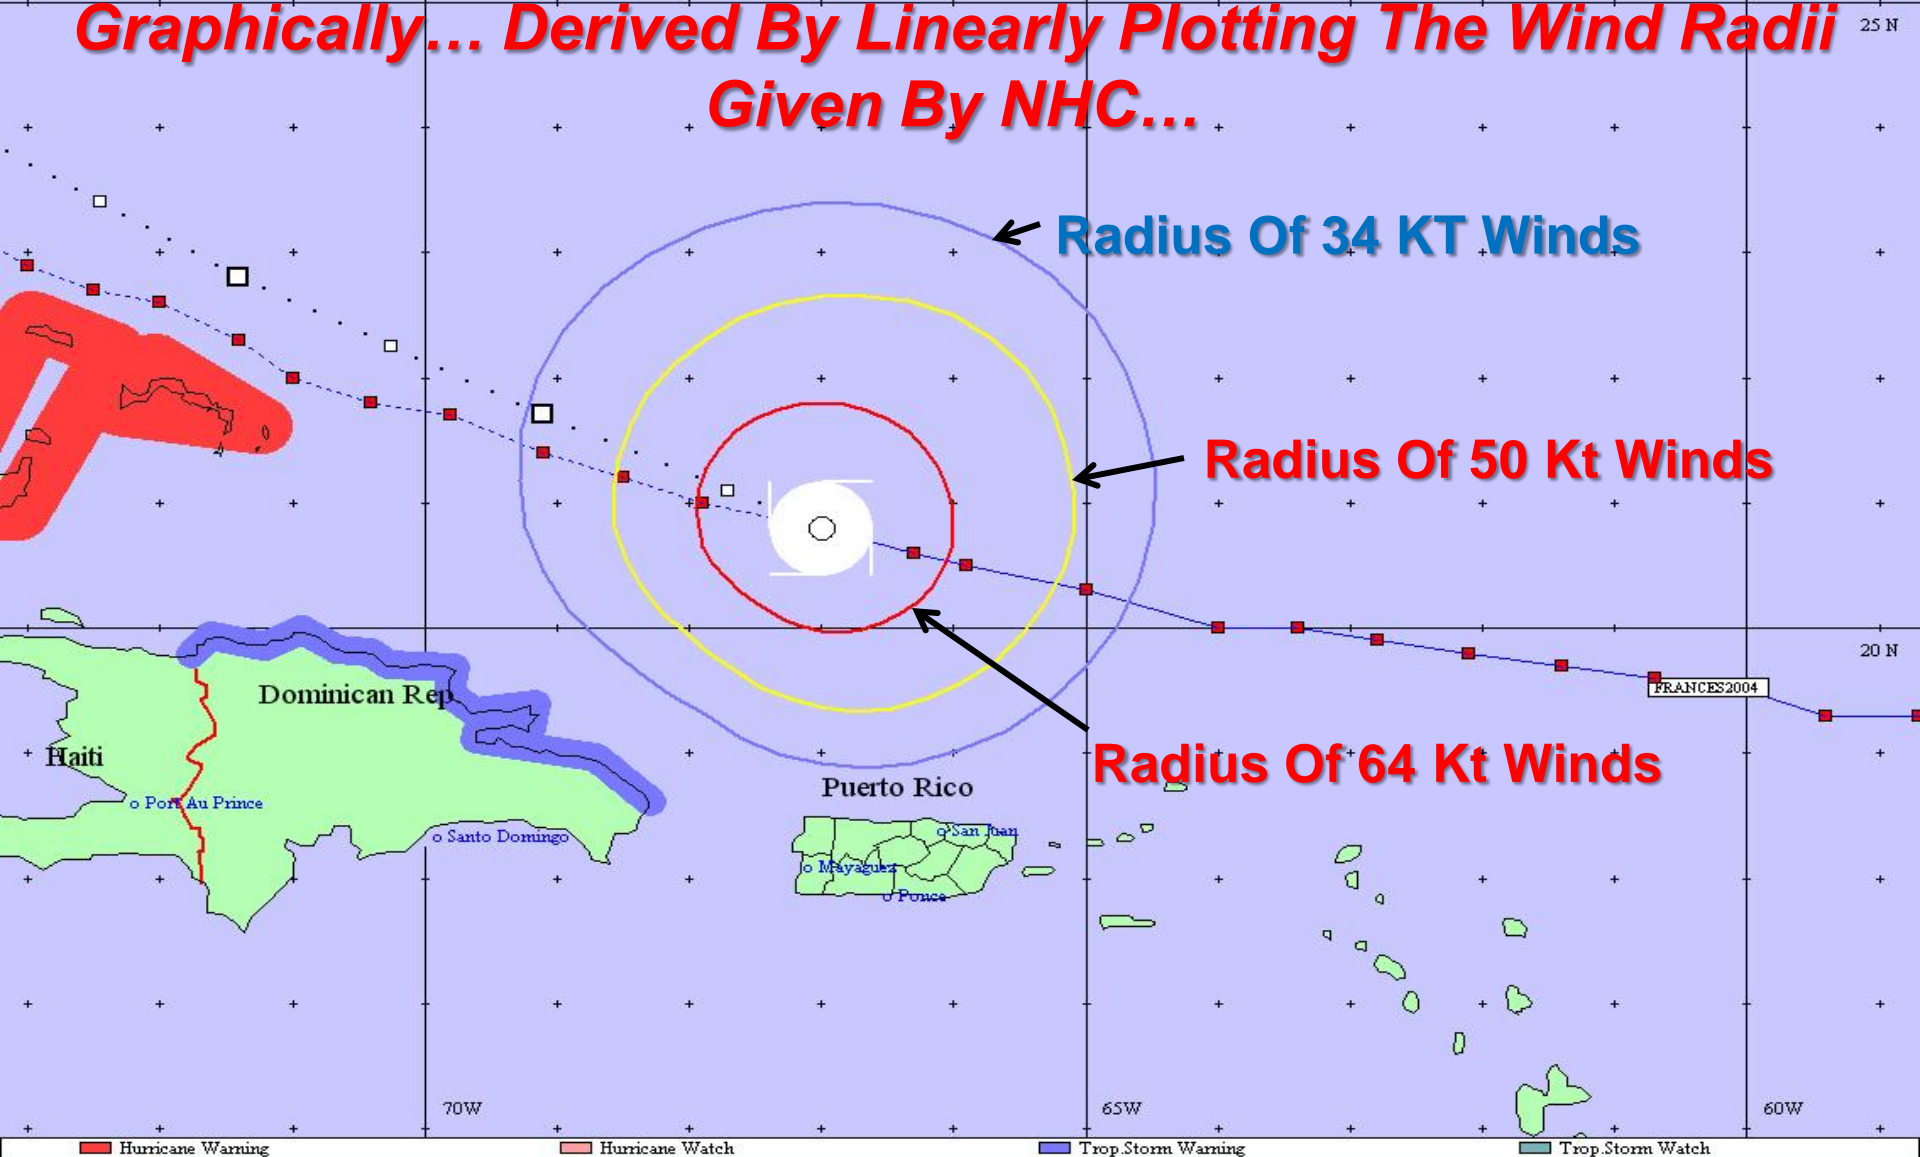 Graphically... Derived By Linearly Plotting The Wind Radii
Given By NHC...
25 N
Radius Of 34 KT Winds
Radius Of 50 Kt Winds
20 N
FRANCES2004
Dominican Rep
Haiti
Radius Of 64 Kt Winds
Puerto Rico
Port Au Prince
Santo Domingo
San Juan
Mayaguez
Ponce
70W
65W
60W
Hurricane Warning
Hurricane Watch
Trop.Storm Warning
Trop.Storm Watch